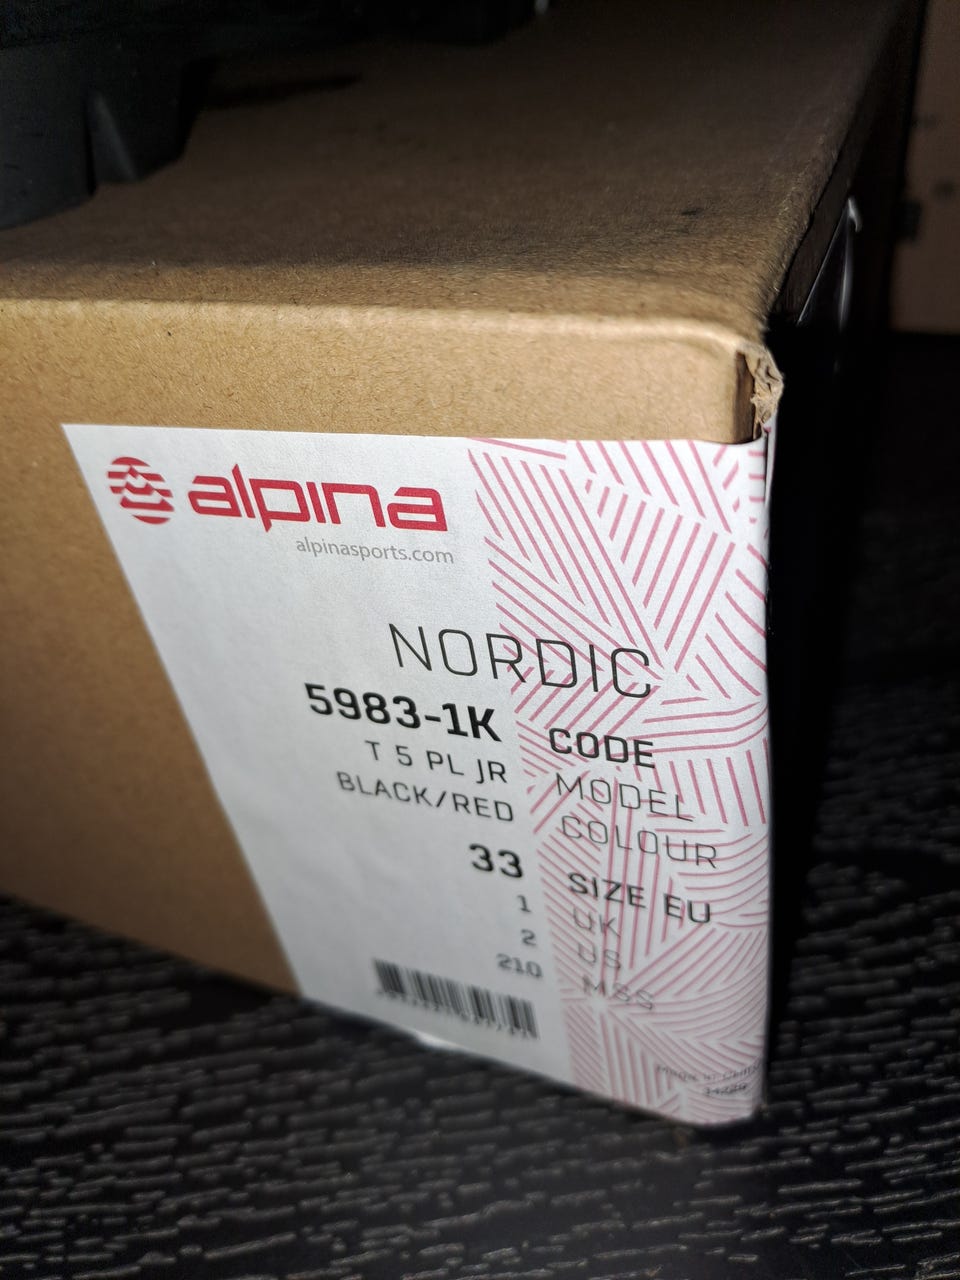 alpina
alpinasports.com
NORDIC
5983-1K CODE
T 5 PL JR MODEL
BLACK/RED COLOUR
33 SIZE EU
1 UK
2 US
210 MSS